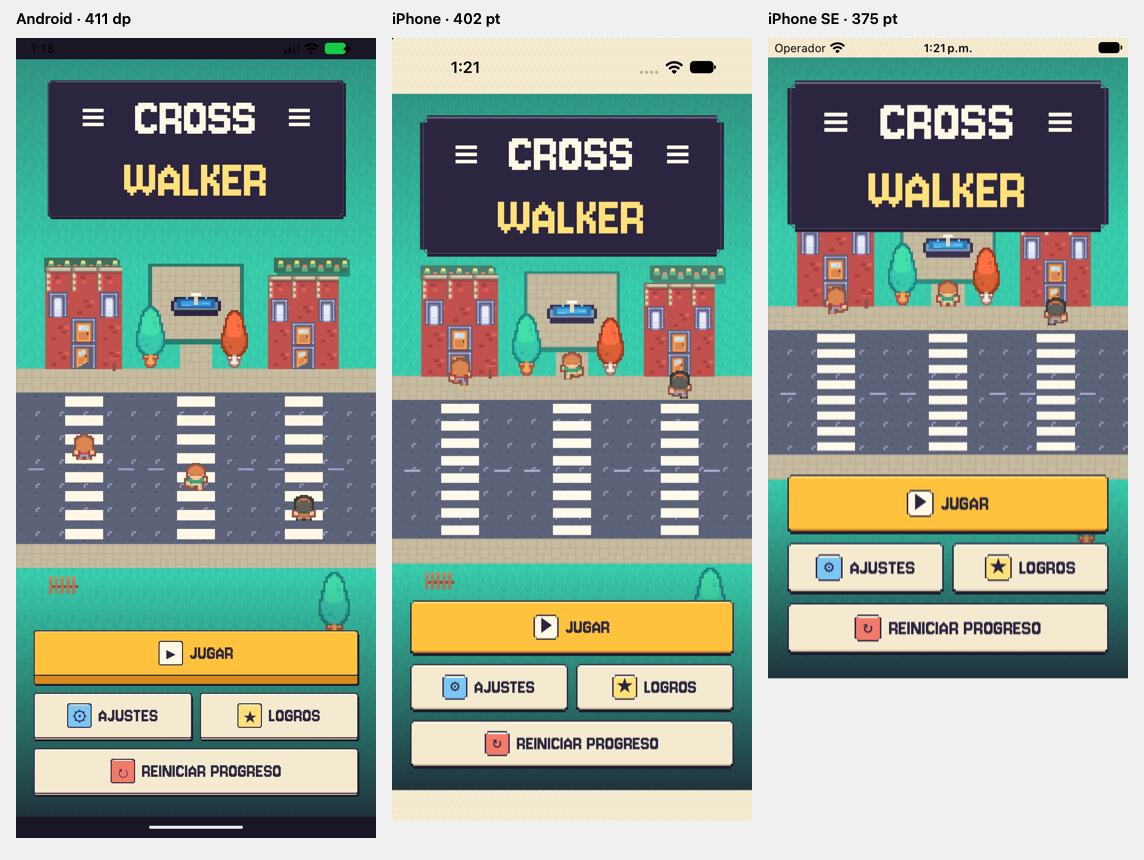 Android · 411 dp
1:18
CROSS
WALKER
JUGAR
AJUSTES
LOGROS
REINICIAR PROGRESO
iPhone · 402 pt
1:21
CROSS
WALKER
JUGAR
AJUSTES
LOGROS
REINICIAR PROGRESO
iPhone SE · 375 pt
Operador
1:21 p.m.
CROSS
WALKER
JUGAR
AJUSTES
LOGROS
REINICIAR PROGRESO